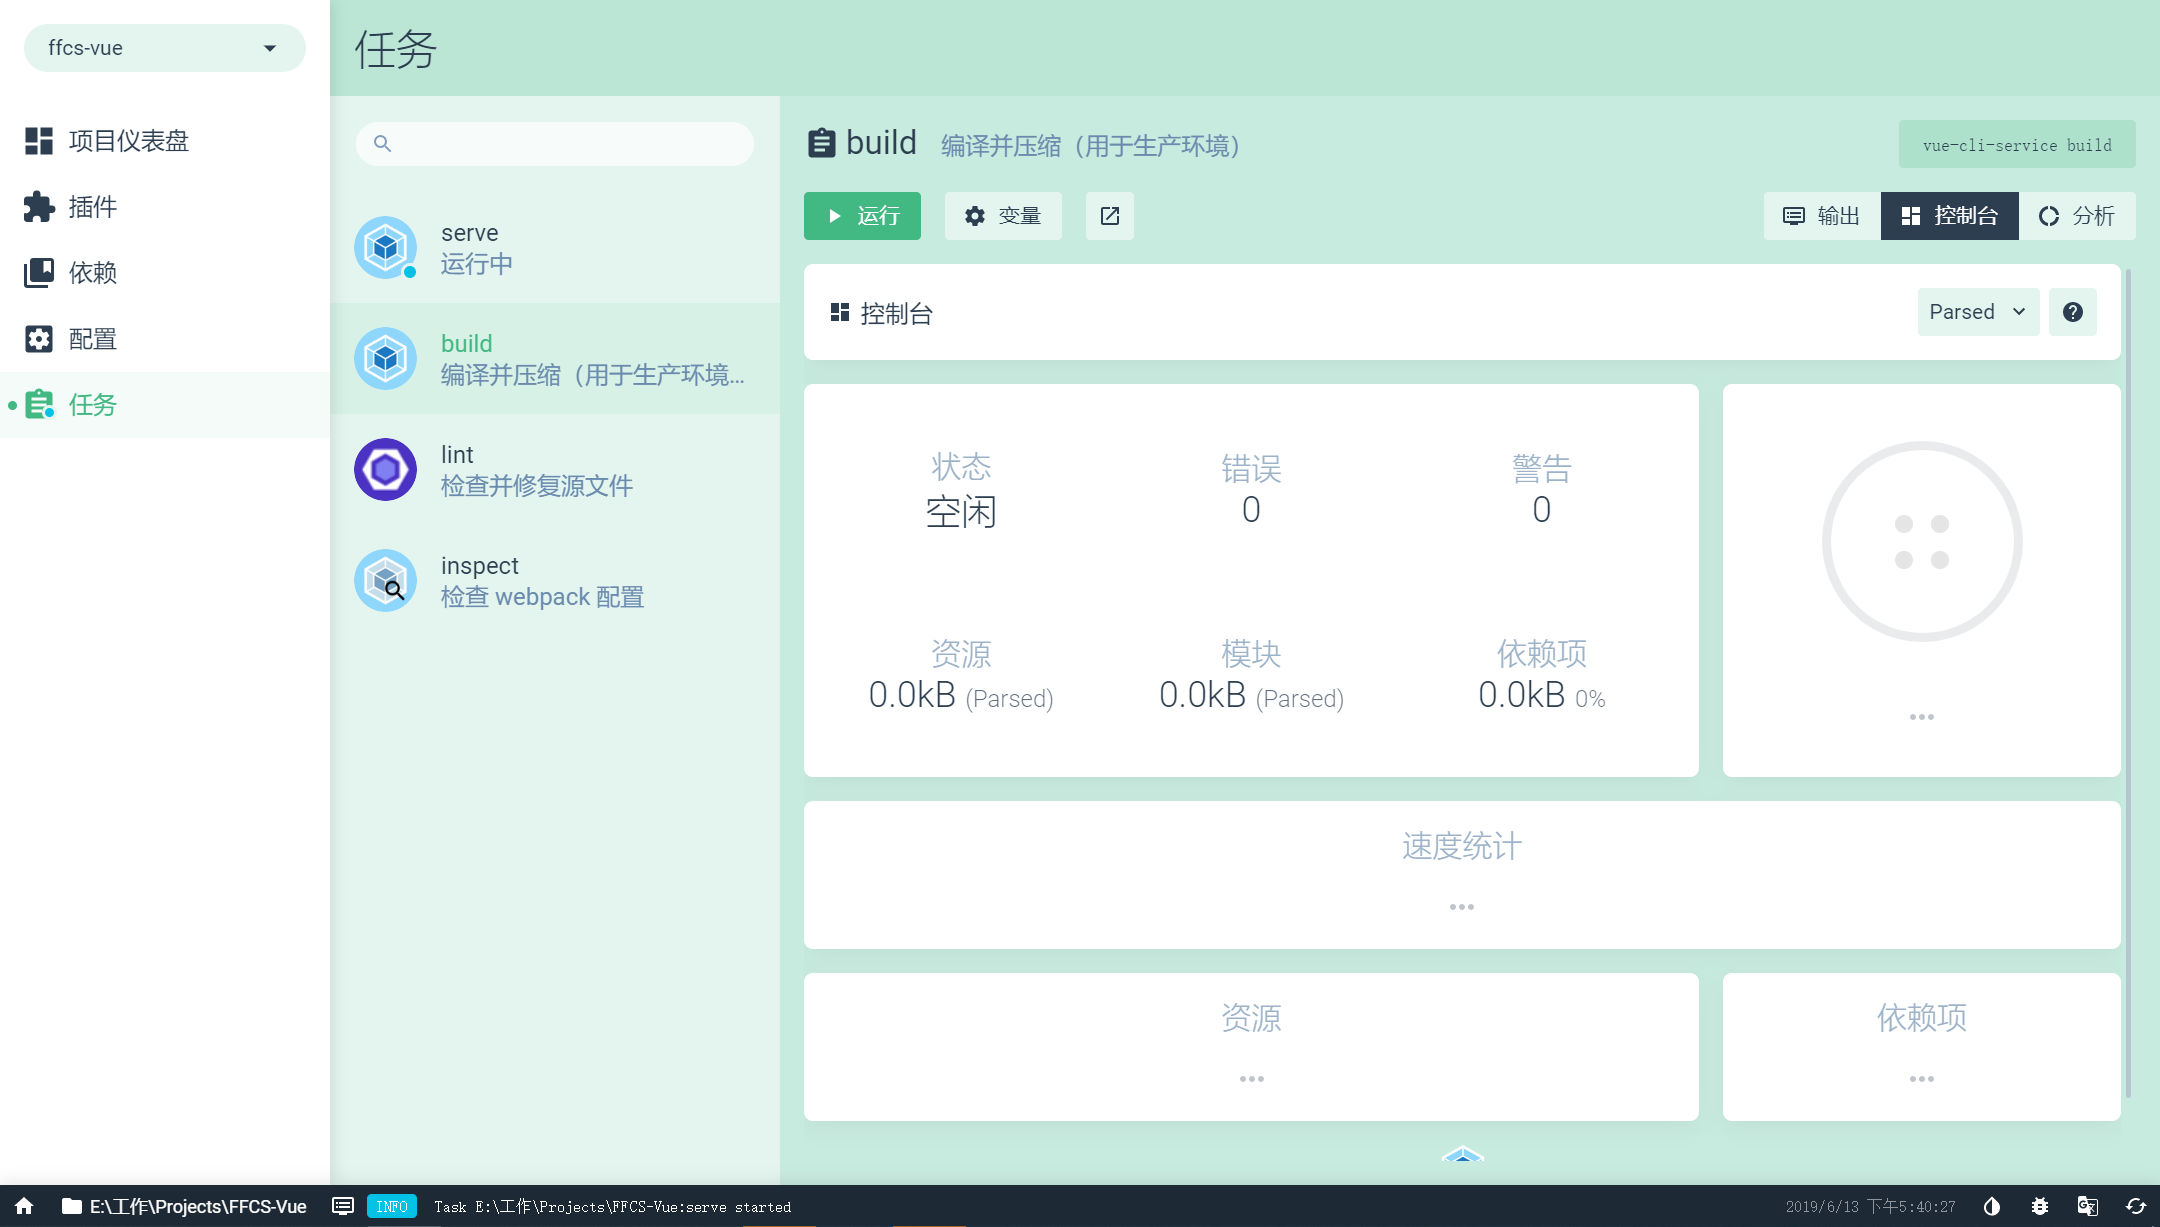 ffcs-vue
项目仪表盘
插件
依赖
配置
任务
任务
serve
运行中
build
编译并压缩（用于生产环境...
lint
检查并修复源文件
inspect
检查 webpack 配置
build 编译并压缩（用于生产环境）
vue-cli-service build
运行 变量
输出 控制台 分析
控制台
Parsed
状态 错误 警告
空闲 0 0
资源 模块 依赖项
0.0kB (Parsed) 0.0kB (Parsed) 0.0kB 0%
速度统计
资源 依赖项
E:\工作\Projects\FFCS-Vue INFO Task E:\工作\Projects\FFCS-Vue:serve started 2019/6/13 下午5:40:27